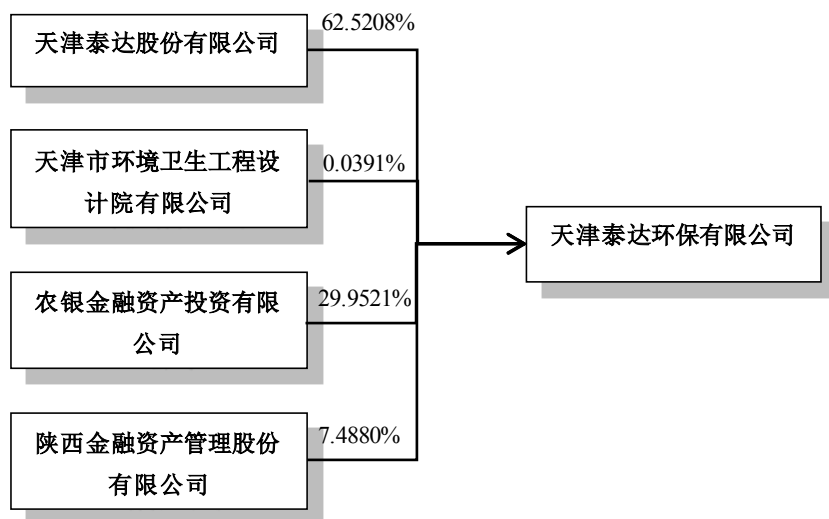 天津泰达股份有限公司
62.5208%
天津市环境卫生工程设
计院有限公司
0.0391%
天津泰达环保有限公司
农银金融资产投资有限
公司
29.9521%
陕西金融资产管理股份
有限公司
7.4880%